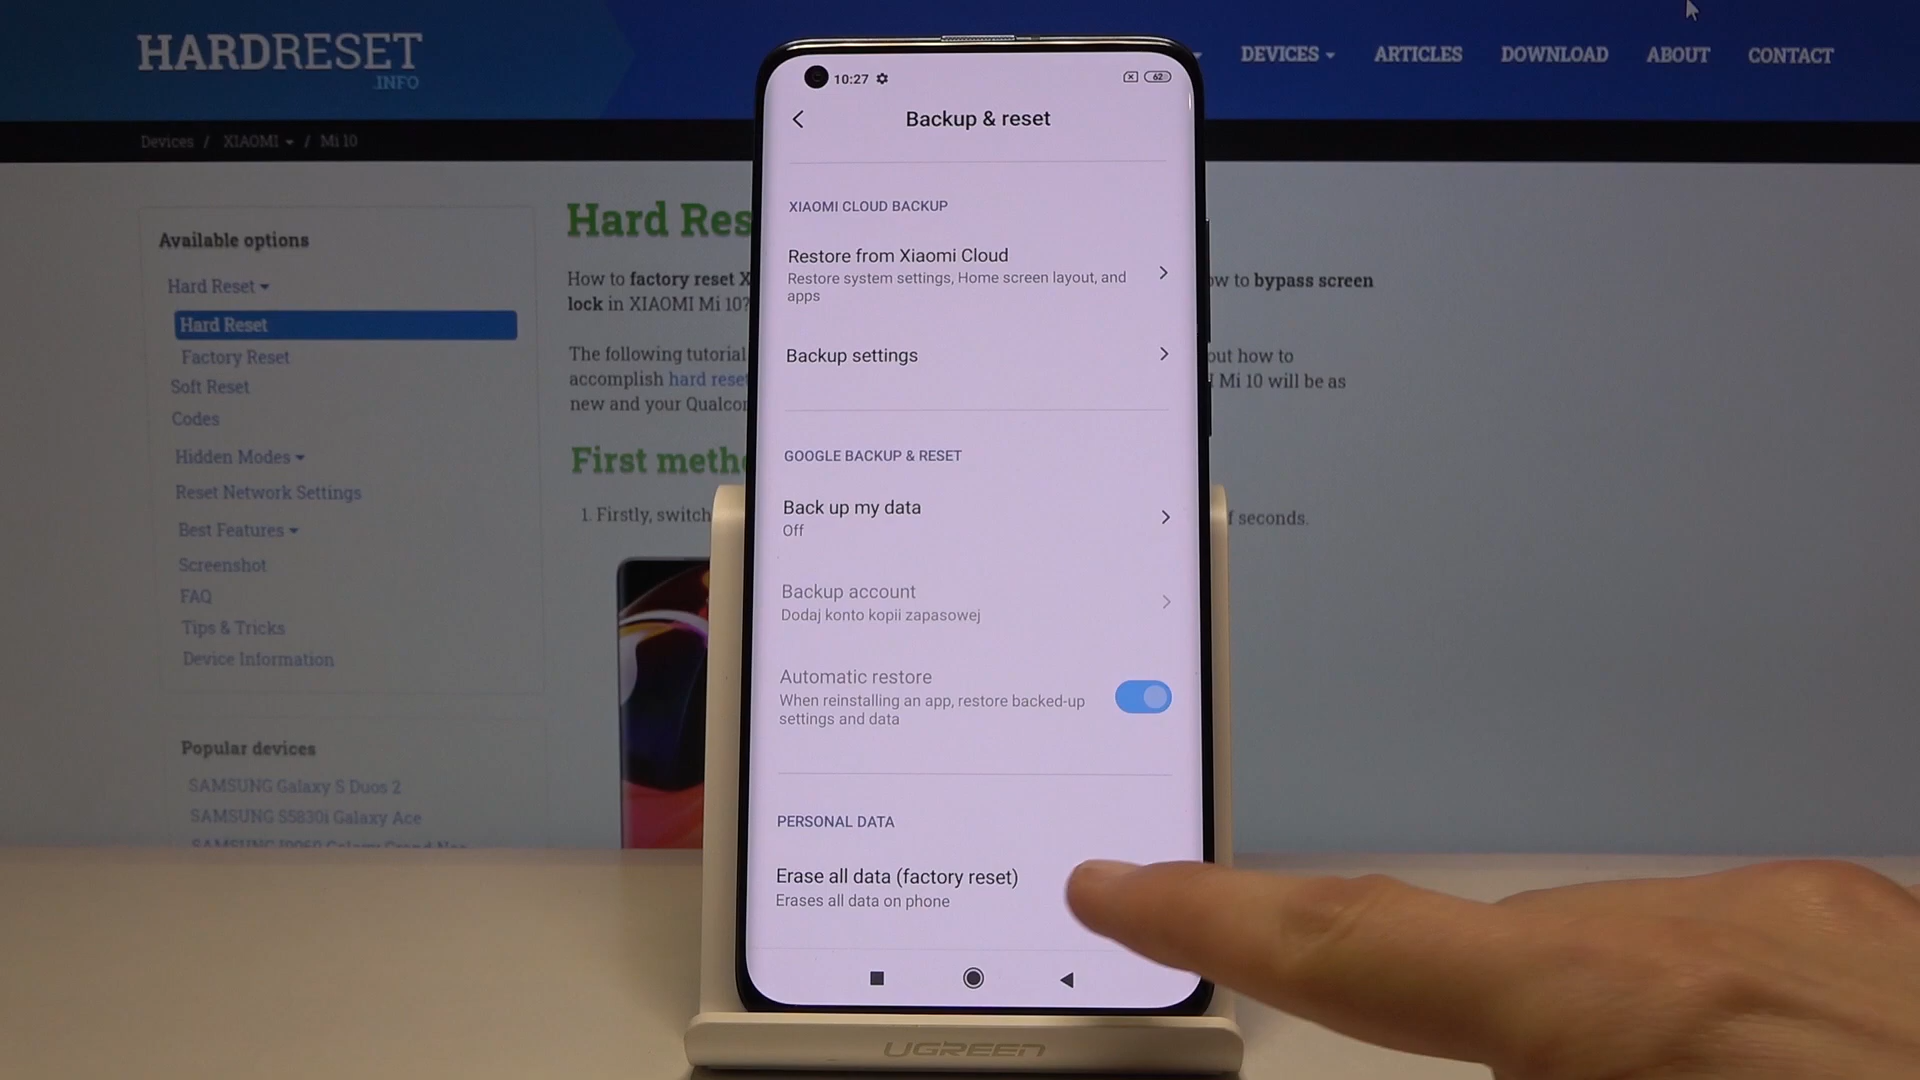 HARDRESET
.INFO
DEVICES
ARTICLES
DOWNLOAD
ABOUT
CONTACT
Devices / XIAOMI / Mi 10
Available options
Hard Reset
Hard Reset
Factory Reset
Soft Reset
Codes
Hidden Modes
Reset Network Settings
Best Features
Screenshot
FAQ
Tips & Tricks
Device Information
Popular devices
SAMSUNG Galaxy S Duos 2
SAMSUNG S5830i Galaxy Ace
Hard Res
How to factory reset X
ow to bypass screen
lock in XIAOMI Mi 10?
The following tutorial
out how to
accomplish hard reset
Mi 10 will be as
new and your Qualcor
First meth
1. Firstly, switch
f seconds.
10:27
62
Backup & reset
XIAOMI CLOUD BACKUP
Restore from Xiaomi Cloud
Restore system settings, Home screen layout, and
apps
Backup settings
GOOGLE BACKUP & RESET
Back up my data
Off
Backup account
Dodaj konto kopii zapasowej
Automatic restore
When reinstalling an app, restore backed-up
settings and data
PERSONAL DATA
Erase all data (factory reset)
Erases all data on phone
UGREEN